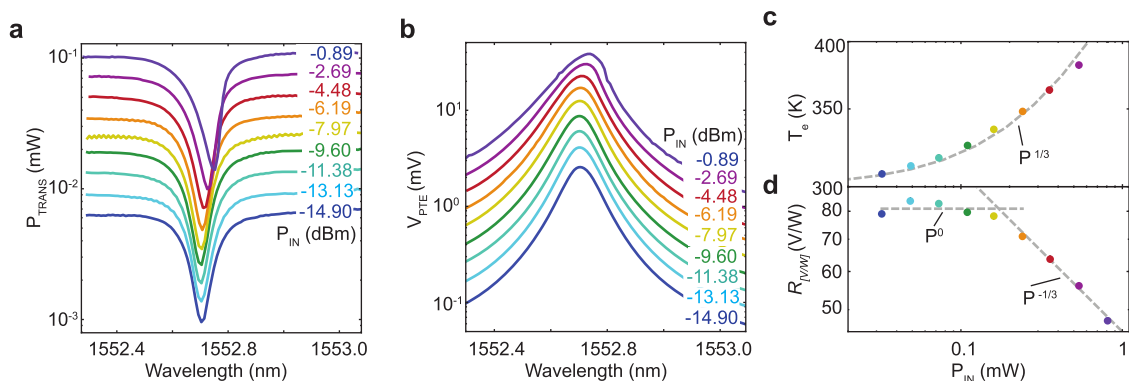 a
10⁻¹
10⁻²
10⁻³
P_TRANS (mW)
-0.89
-2.69
-4.48
-6.19
-7.97
-9.60
-11.38
-13.13
-14.90
P_IN (dBm)
1552.4
1552.8
1553.0
Wavelength (nm)
b
10¹
10⁰
10⁻¹
V_PTE (mV)
P_IN (dBm)
-0.89
-2.69
-4.48
-6.19
-7.97
-9.60
-11.38
-13.13
-14.90
1552.4
1552.8
1553.0
Wavelength (nm)
c
400
350
300
T_e (K)
P^1/3
d
80
70
60
50
R_[V/W] (V/W)
P^0
P^-1/3
0.1
1
P_IN (mW)